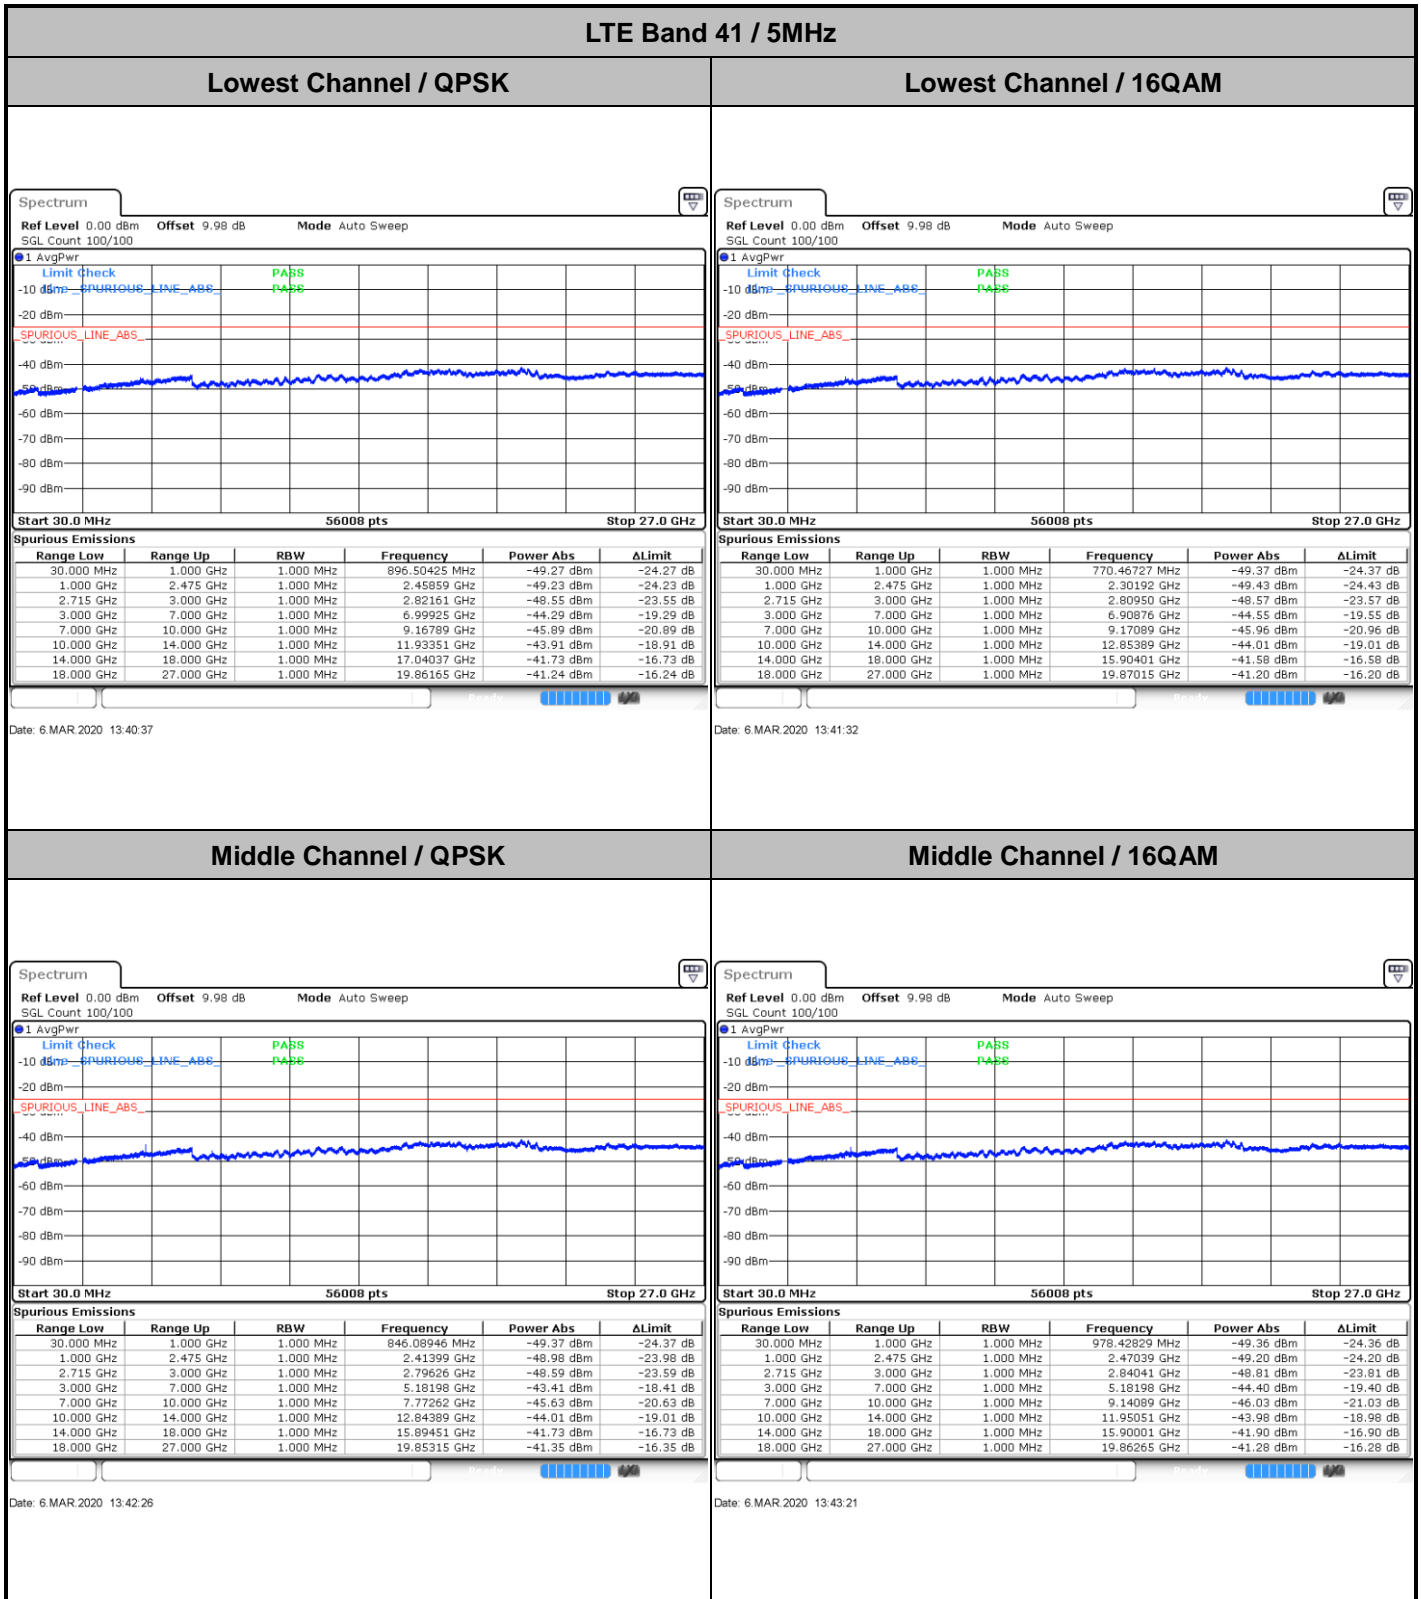 LTE Band 41 / 5MHz
Lowest Channel / QPSK
Lowest Channel / 16QAM
Spectrum
Ref Level 0.00 dBm Offset 9.98 dB Mode Auto Sweep
SGL Count 100/100
1 AvgPwr
Limit Check PASS
-10 dBm Line _SPURIOUS_LINE_ABS_ PASS
-20 dBm
_SPURIOUS_LINE_ABS_
-40 dBm
-50 dBm
-60 dBm
-70 dBm
-80 dBm
-90 dBm
Start 30.0 MHz 56008 pts Stop 27.0 GHz
Spurious Emissions
Range Low Range Up RBW Frequency Power Abs ΔLimit
30.000 MHz 1.000 GHz 1.000 MHz 896.50425 MHz -49.27 dBm -24.27 dB
1.000 GHz 2.475 GHz 1.000 MHz 2.45859 GHz -49.23 dBm -24.23 dB
2.715 GHz 3.000 GHz 1.000 MHz 2.82161 GHz -48.55 dBm -23.55 dB
3.000 GHz 7.000 GHz 1.000 MHz 6.99925 GHz -44.29 dBm -19.29 dB
7.000 GHz 10.000 GHz 1.000 MHz 9.16789 GHz -45.89 dBm -20.89 dB
10.000 GHz 14.000 GHz 1.000 MHz 11.93351 GHz -43.91 dBm -18.91 dB
14.000 GHz 18.000 GHz 1.000 MHz 17.04037 GHz -41.73 dBm -16.73 dB
18.000 GHz 27.000 GHz 1.000 MHz 19.86165 GHz -41.24 dBm -16.24 dB
Ready
Date: 6.MAR.2020 13:40:37
Spectrum
Ref Level 0.00 dBm Offset 9.98 dB Mode Auto Sweep
SGL Count 100/100
1 AvgPwr
Limit Check PASS
-10 dBm Line _SPURIOUS_LINE_ABS_ PASS
-20 dBm
_SPURIOUS_LINE_ABS_
-40 dBm
-50 dBm
-60 dBm
-70 dBm
-80 dBm
-90 dBm
Start 30.0 MHz 56008 pts Stop 27.0 GHz
Spurious Emissions
Range Low Range Up RBW Frequency Power Abs ΔLimit
30.000 MHz 1.000 GHz 1.000 MHz 770.46727 MHz -49.37 dBm -24.37 dB
1.000 GHz 2.475 GHz 1.000 MHz 2.30192 GHz -49.43 dBm -24.43 dB
2.715 GHz 3.000 GHz 1.000 MHz 2.80950 GHz -48.57 dBm -23.57 dB
3.000 GHz 7.000 GHz 1.000 MHz 6.90876 GHz -44.55 dBm -19.55 dB
7.000 GHz 10.000 GHz 1.000 MHz 9.17089 GHz -45.96 dBm -20.96 dB
10.000 GHz 14.000 GHz 1.000 MHz 12.85389 GHz -44.01 dBm -19.01 dB
14.000 GHz 18.000 GHz 1.000 MHz 15.90401 GHz -41.58 dBm -16.58 dB
18.000 GHz 27.000 GHz 1.000 MHz 19.87015 GHz -41.20 dBm -16.20 dB
Ready
Date: 6.MAR.2020 13:41:32
Middle Channel / QPSK
Middle Channel / 16QAM
Spectrum
Ref Level 0.00 dBm Offset 9.98 dB Mode Auto Sweep
SGL Count 100/100
1 AvgPwr
Limit Check PASS
-10 dBm Line _SPURIOUS_LINE_ABS_ PASS
-20 dBm
_SPURIOUS_LINE_ABS_
-40 dBm
-50 dBm
-60 dBm
-70 dBm
-80 dBm
-90 dBm
Start 30.0 MHz 56008 pts Stop 27.0 GHz
Spurious Emissions
Range Low Range Up RBW Frequency Power Abs ΔLimit
30.000 MHz 1.000 GHz 1.000 MHz 846.08946 MHz -49.37 dBm -24.37 dB
1.000 GHz 2.475 GHz 1.000 MHz 2.41399 GHz -48.98 dBm -23.98 dB
2.715 GHz 3.000 GHz 1.000 MHz 2.79626 GHz -48.59 dBm -23.59 dB
3.000 GHz 7.000 GHz 1.000 MHz 5.18198 GHz -43.41 dBm -18.41 dB
7.000 GHz 10.000 GHz 1.000 MHz 7.77262 GHz -45.63 dBm -20.63 dB
10.000 GHz 14.000 GHz 1.000 MHz 12.84389 GHz -44.01 dBm -19.01 dB
14.000 GHz 18.000 GHz 1.000 MHz 15.89451 GHz -41.73 dBm -16.73 dB
18.000 GHz 27.000 GHz 1.000 MHz 19.85315 GHz -41.35 dBm -16.35 dB
Ready
Date: 6.MAR.2020 13:42:26
Spectrum
Ref Level 0.00 dBm Offset 9.98 dB Mode Auto Sweep
SGL Count 100/100
1 AvgPwr
Limit Check PASS
-10 dBm Line _SPURIOUS_LINE_ABS_ PASS
-20 dBm
_SPURIOUS_LINE_ABS_
-40 dBm
-50 dBm
-60 dBm
-70 dBm
-80 dBm
-90 dBm
Start 30.0 MHz 56008 pts Stop 27.0 GHz
Spurious Emissions
Range Low Range Up RBW Frequency Power Abs ΔLimit
30.000 MHz 1.000 GHz 1.000 MHz 978.42829 MHz -49.36 dBm -24.36 dB
1.000 GHz 2.475 GHz 1.000 MHz 2.47039 GHz -49.20 dBm -24.20 dB
2.715 GHz 3.000 GHz 1.000 MHz 2.84041 GHz -48.81 dBm -23.81 dB
3.000 GHz 7.000 GHz 1.000 MHz 5.18198 GHz -44.40 dBm -19.40 dB
7.000 GHz 10.000 GHz 1.000 MHz 9.14089 GHz -46.03 dBm -21.03 dB
10.000 GHz 14.000 GHz 1.000 MHz 11.95051 GHz -43.98 dBm -18.98 dB
14.000 GHz 18.000 GHz 1.000 MHz 15.90001 GHz -41.90 dBm -16.90 dB
18.000 GHz 27.000 GHz 1.000 MHz 19.86265 GHz -41.28 dBm -16.28 dB
Ready
Date: 6.MAR.2020 13:43:21